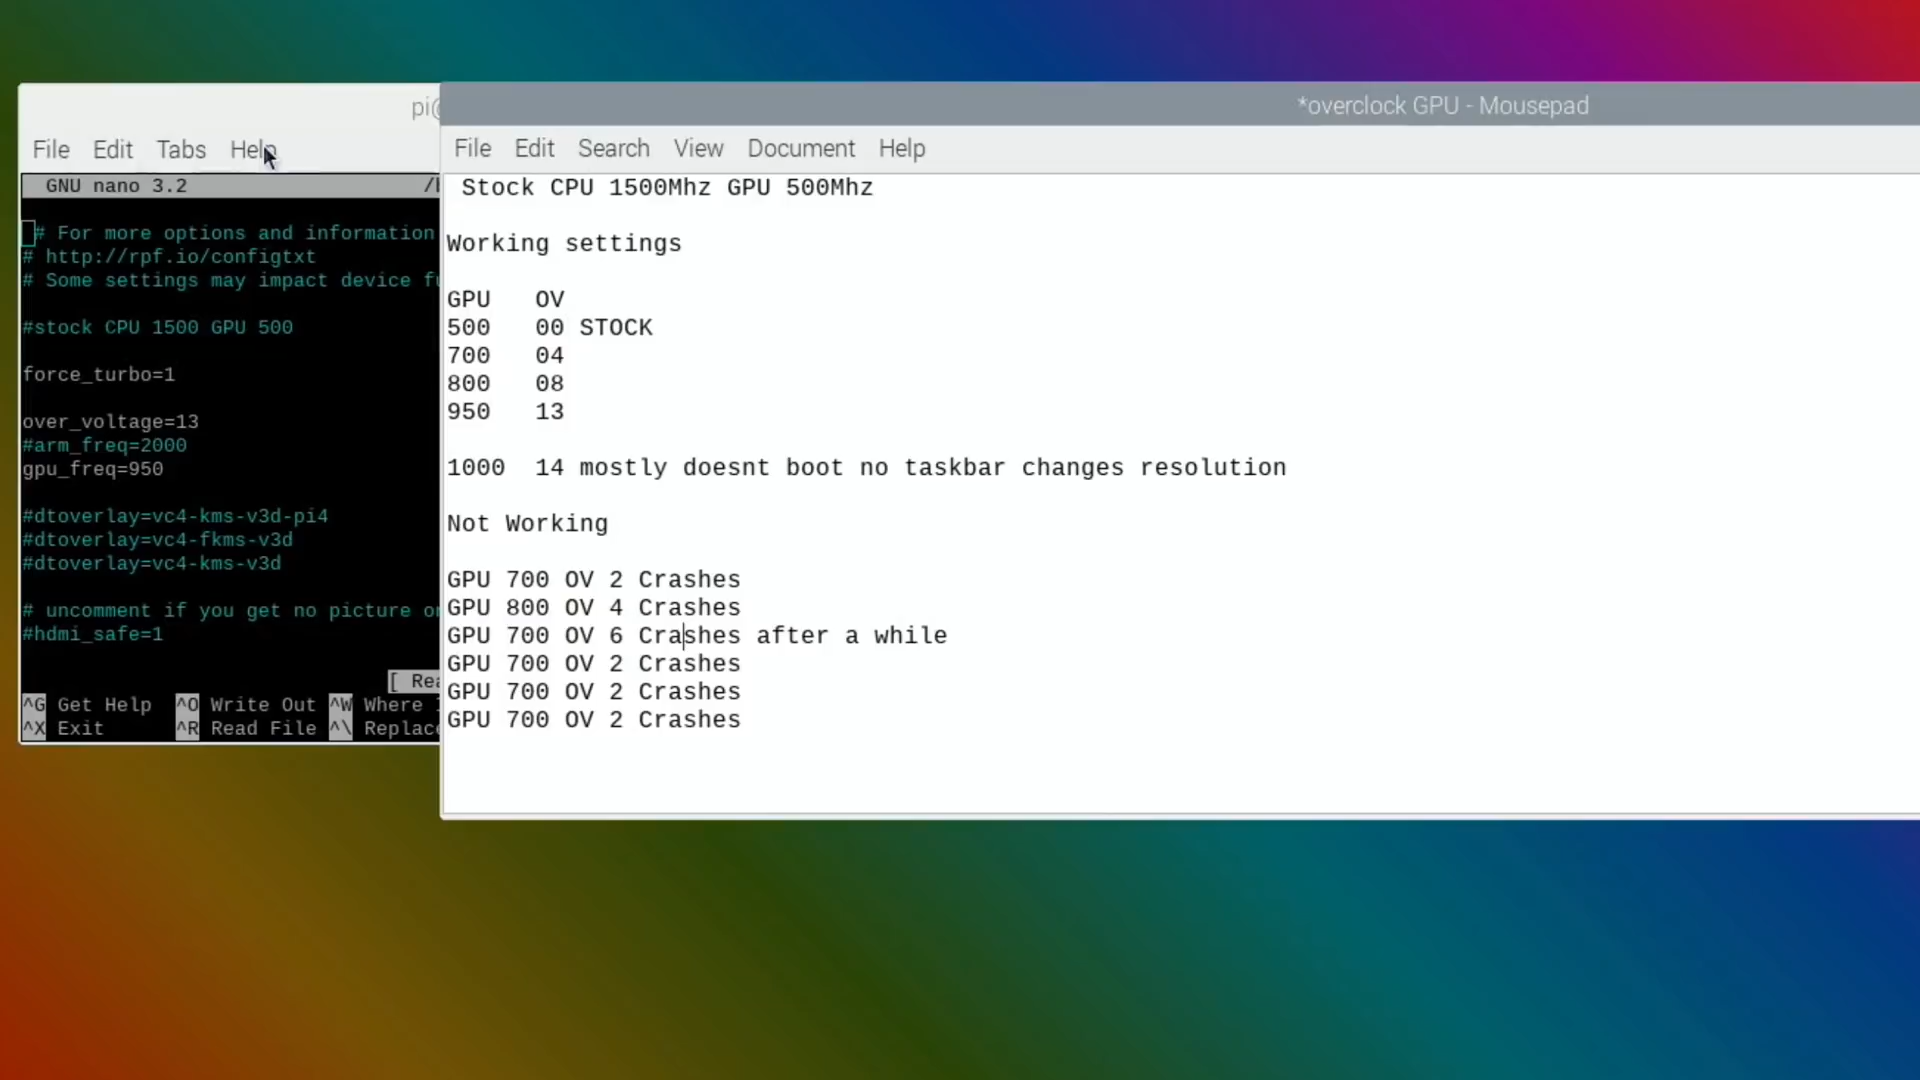 pi@
File Edit Tabs Help
GNU nano 3.2
# For more options and information
# http://rpf.io/configtxt
# Some settings may impact device
#stock CPU 1500 GPU 500
force_turbo=1
over_voltage=13
#arm_freq=2000
gpu_freq=950
#dtoverlay=vc4-kms-v3d-pi4
#dtoverlay=vc4-fkms-v3d
#dtoverlay=vc4-kms-v3d
# uncomment if you get no picture
#hdmi_safe=1
^G Get Help ^O Write Out ^W Where
^X Exit ^R Read File ^\ Replace
*overclock GPU - Mousepad
File Edit Search View Document Help
Stock CPU 1500Mhz GPU 500Mhz
Working settings
GPU OV
500 00 STOCK
700 04
800 08
950 13
1000 14 mostly doesnt boot no taskbar changes resolution
Not Working
GPU 700 OV 2 Crashes
GPU 800 OV 4 Crashes
GPU 700 OV 6 Crashes after a while
GPU 700 OV 2 Crashes
GPU 700 OV 2 Crashes
GPU 700 OV 2 Crashes